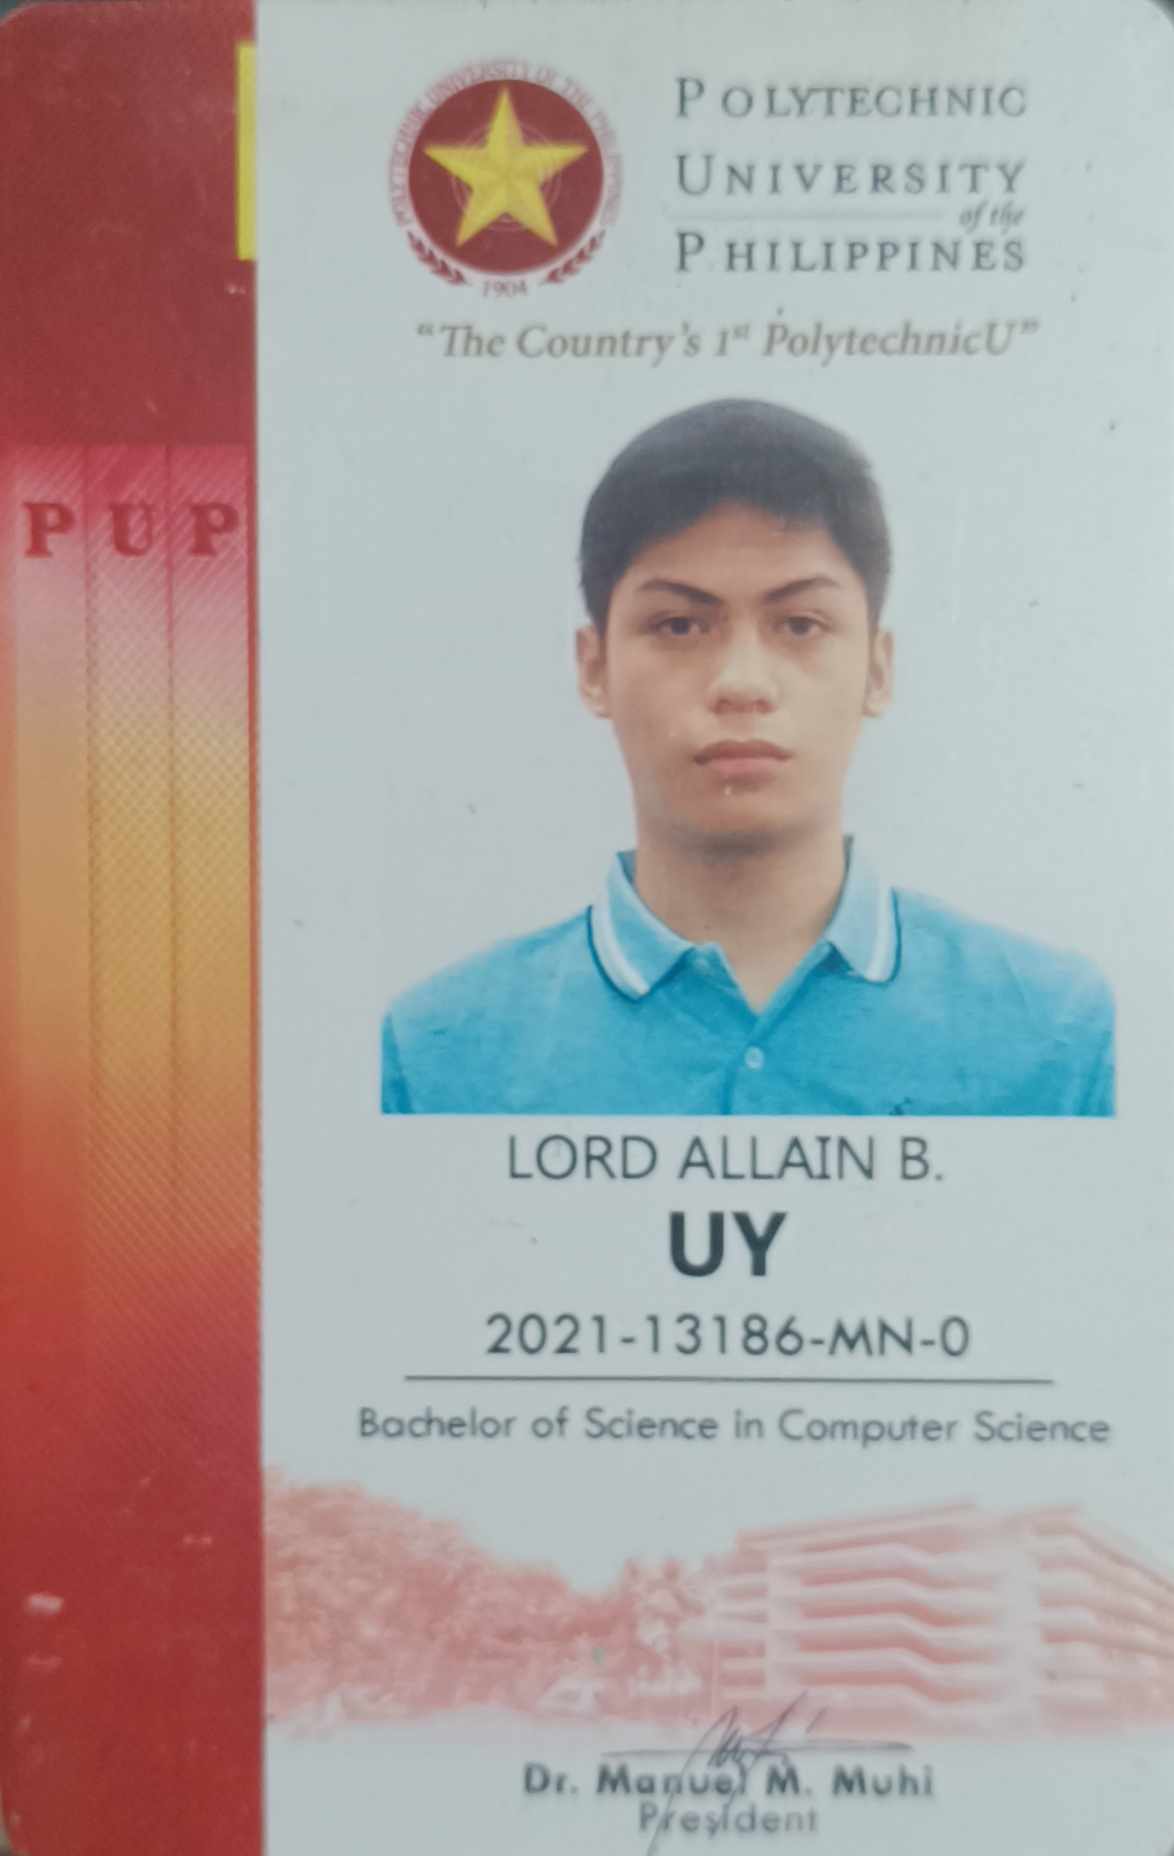 POLYTECHNIC UNIVERSITY OF THE PHILIPPINES
1904
POLYTECHNIC
UNIVERSITY
of the
PHILIPPINES
“The Country's 1st PolytechnicU”
PUP
LORD ALLAIN B.
UY
2021-13186-MN-0
Bachelor of Science in Computer Science
Dr. Manuel M. Muhi
President